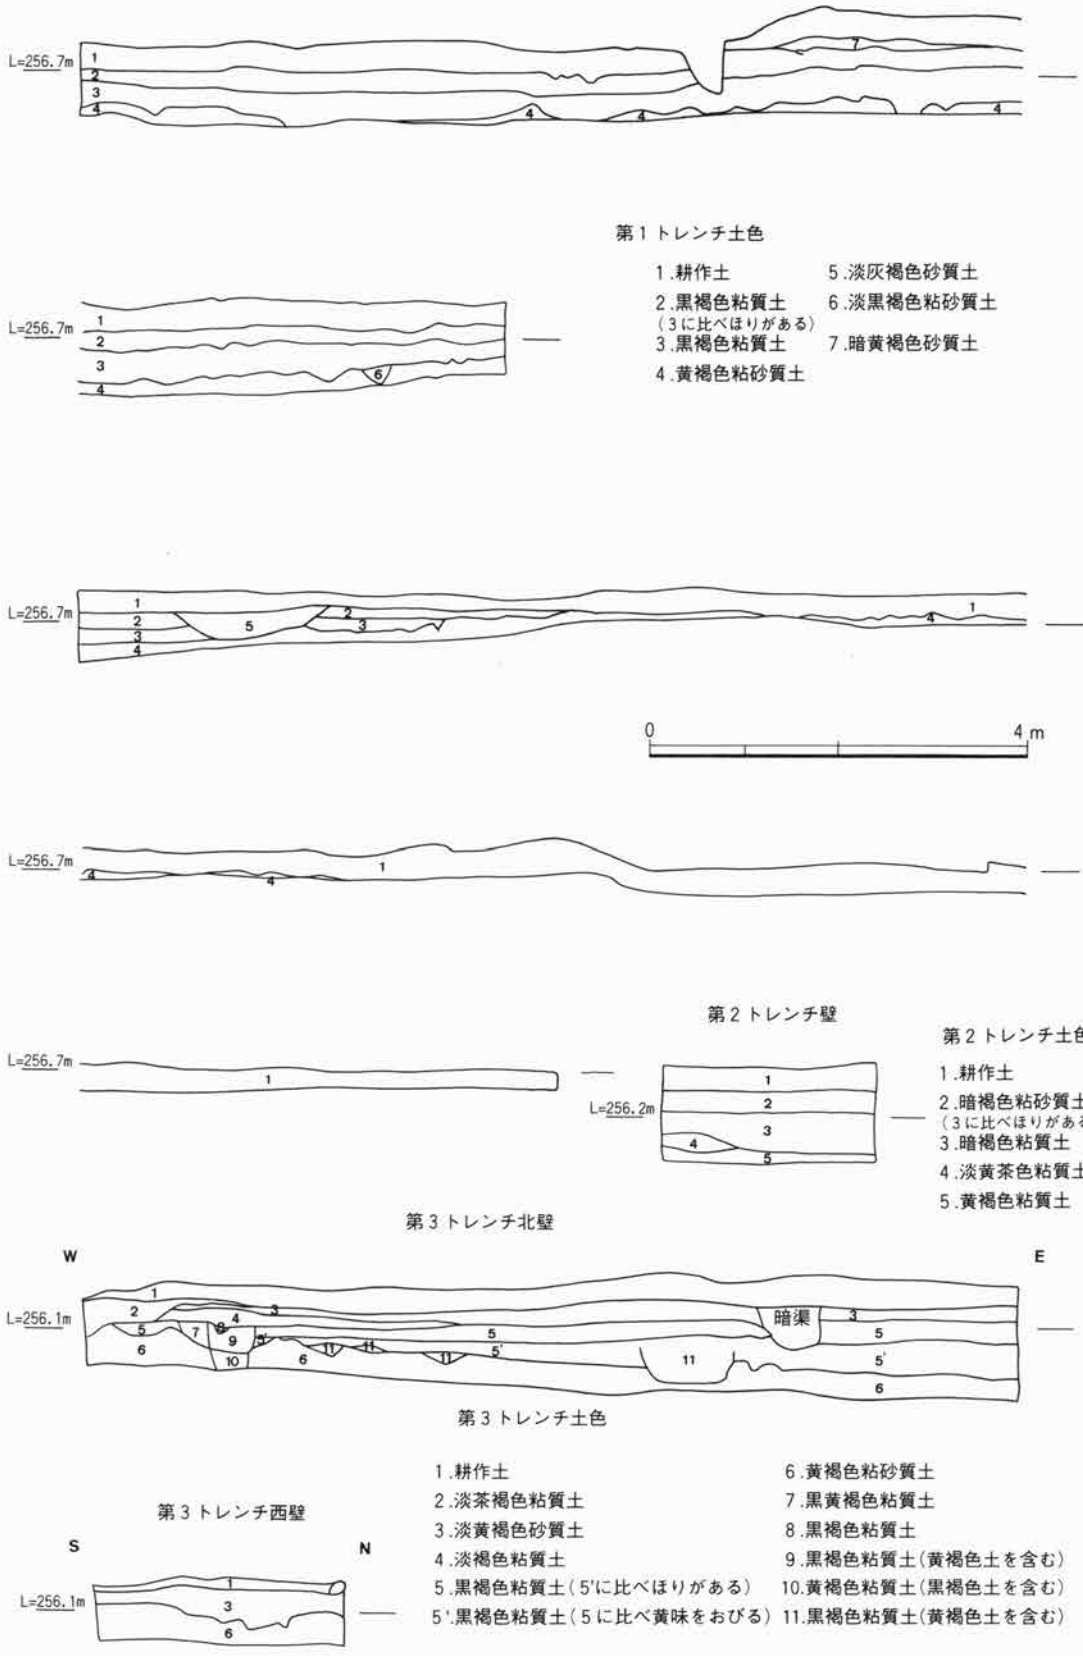 L=256.7m
1
2
3
4
4
4
7
4
第1トレンチ土色
1.耕作土
2.黒褐色粘質土
(3に比べほりがある)
3.黒褐色粘質土
4.黄褐色粘砂質土
5.淡灰褐色砂質土
6.淡黒褐色粘砂質土
7.暗黄褐色砂質土
L=256.7m
1
2
3
4
6
L=256.7m
1
2
3
4
5
2
3
4
1
0 4m
L=256.7m
4
4
1
L=256.7m
1
第2トレンチ壁
L=256.2m
1
2
3
4
5
第2トレンチ土色
1.耕作土
2.暗褐色粘砂質土
(3に比べほりがある
3.暗褐色粘質土
4.淡黄茶色粘質土
5.黄褐色粘質土
第3トレンチ北壁
W E
L=256.1m
1
2
3
4
5
6
7
8
9
10
5'
6
11
11
11
5
5'
11
暗渠
3
5
5'
6
第3トレンチ土色
1.耕作土
2.淡茶褐色粘質土
3.淡黄褐色砂質土
4.淡褐色粘質土
5.黒褐色粘質土(5'に比べほりがある)
5'.黒褐色粘質土(5に比べ黄味をおびる)
6.黄褐色粘砂質土
7.黒黄褐色粘質土
8.黒褐色粘質土
9.黒褐色粘質土(黄褐色土を含む)
10.黄褐色粘質土(黒褐色土を含む)
11.黒褐色粘質土(黄褐色土を含む)
第3トレンチ西壁
S N
L=256.1m
1
3
6